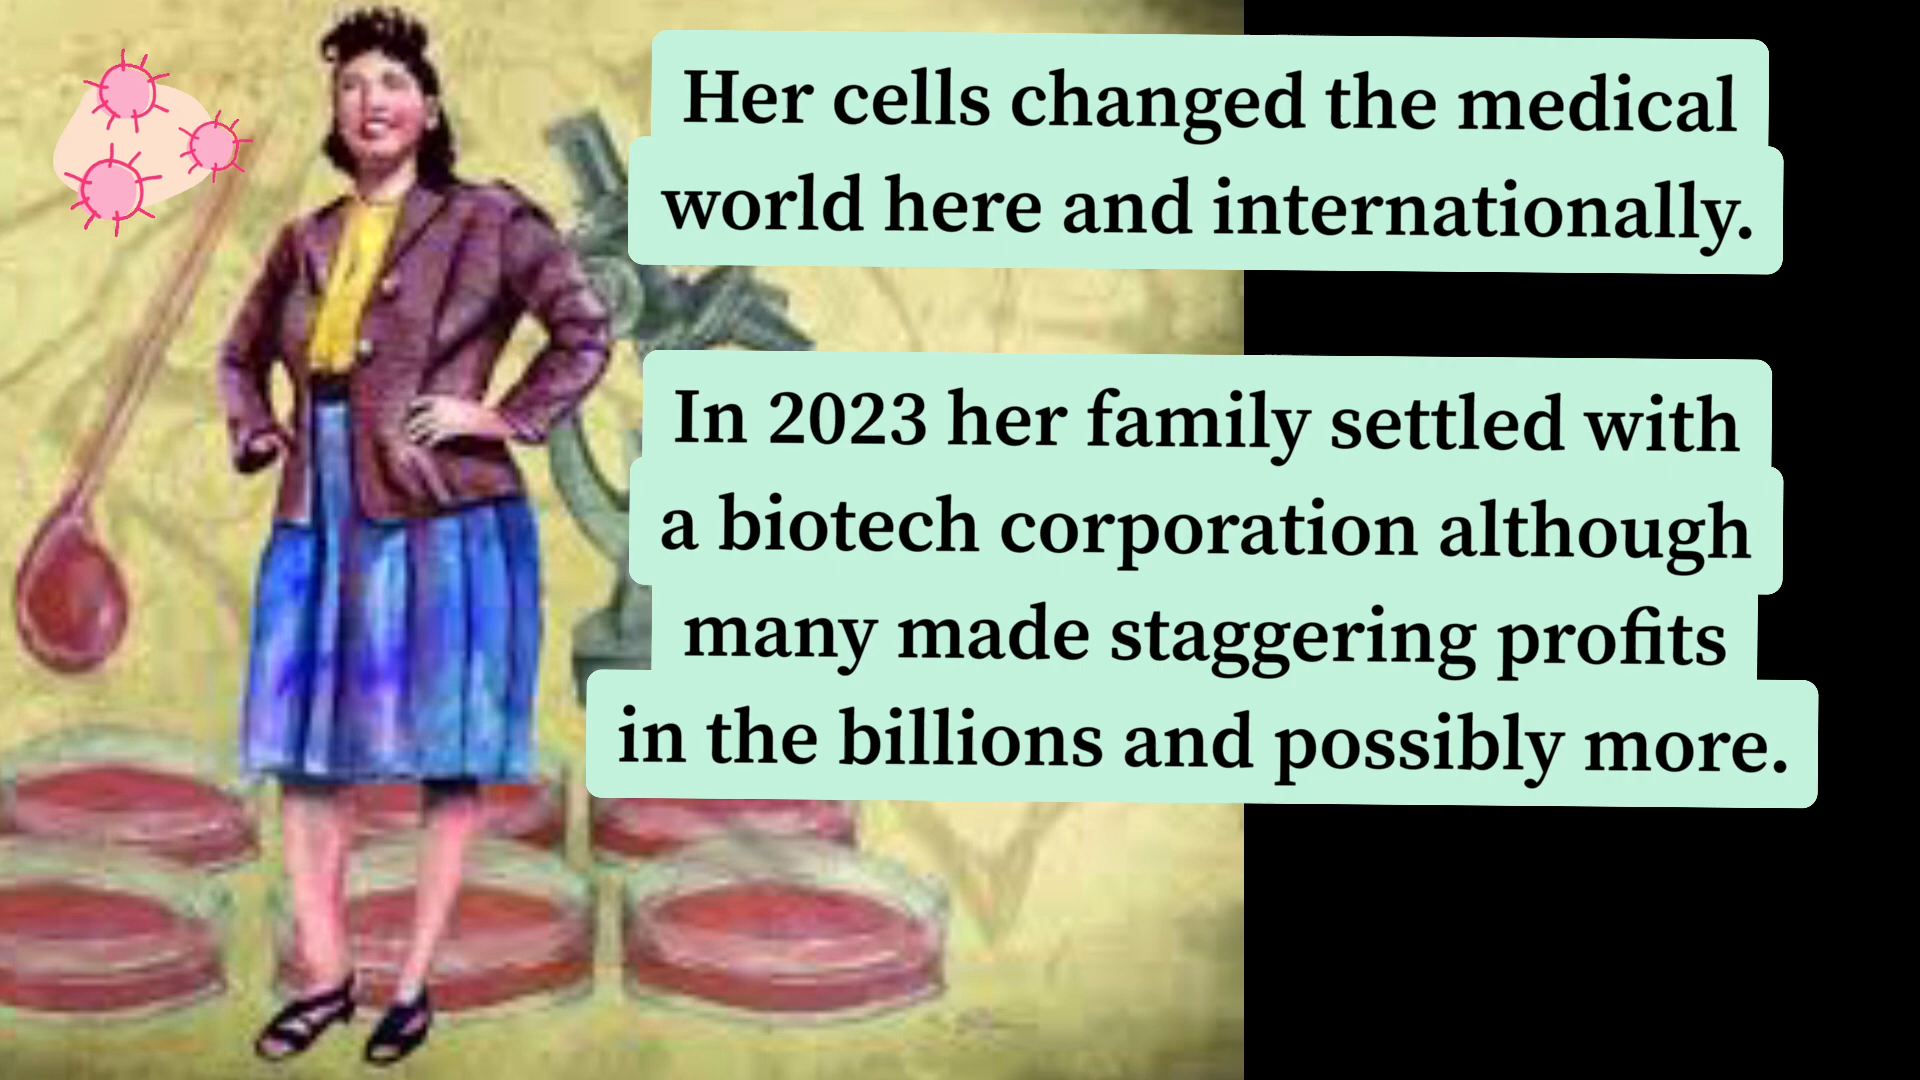 Her cells changed the medical
world here and internationally.
In 2023 her family settled with
a biotech corporation although
many made staggering profits
in the billions and possibly more.